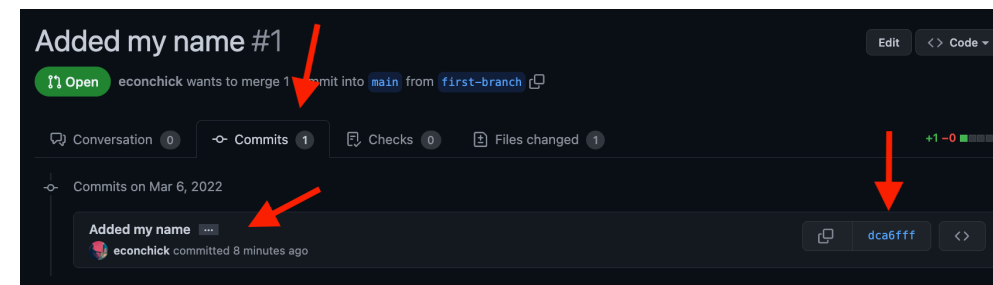 Added my name #1
Edit
<> Code
Open econchick wants to merge 1 commit into main from first-branch
Conversation 0 Commits 1 Checks 0 Files changed 1 +1 −0
Commits on Mar 6, 2022
Added my name ...
dca6fff
<>
econchick committed 8 minutes ago